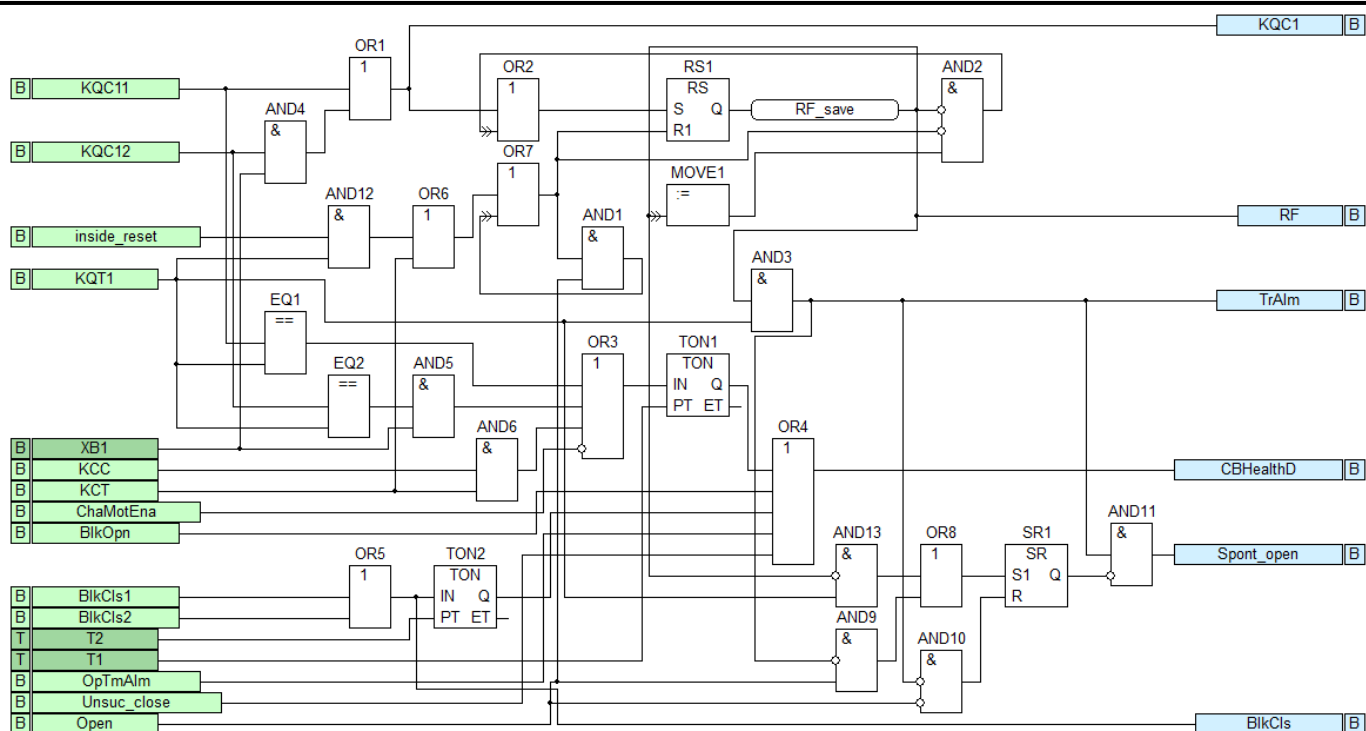 KQC1 B
OR1
1
OR2
1
RS1
RS
S Q
R1
AND2
&
B KQC11
RF_save
AND4
&
B KQC12
OR7
1
MOVE1
:=
AND12
&
OR6
1
AND1
&
RF B
B inside_reset
B KQT1
AND3
&
TrAlm B
EQ1
==
OR3
1
TON1
TON
IN Q
PT ET
EQ2
==
AND5
&
AND6
&
OR4
1
B XB1
B KCC
B KCT
CBHealthD B
B ChaMotEna
B BlkOpn
AND11
&
AND13
&
OR8
1
SR1
SR
S1 Q
R
Spont_open B
OR5
1
TON2
TON
IN Q
PT ET
B BlkCls1
B BlkCls2
AND9
&
T T2
AND10
&
T T1
B OpTmAlm
B Unsuc_close
B Open
BlkCls B